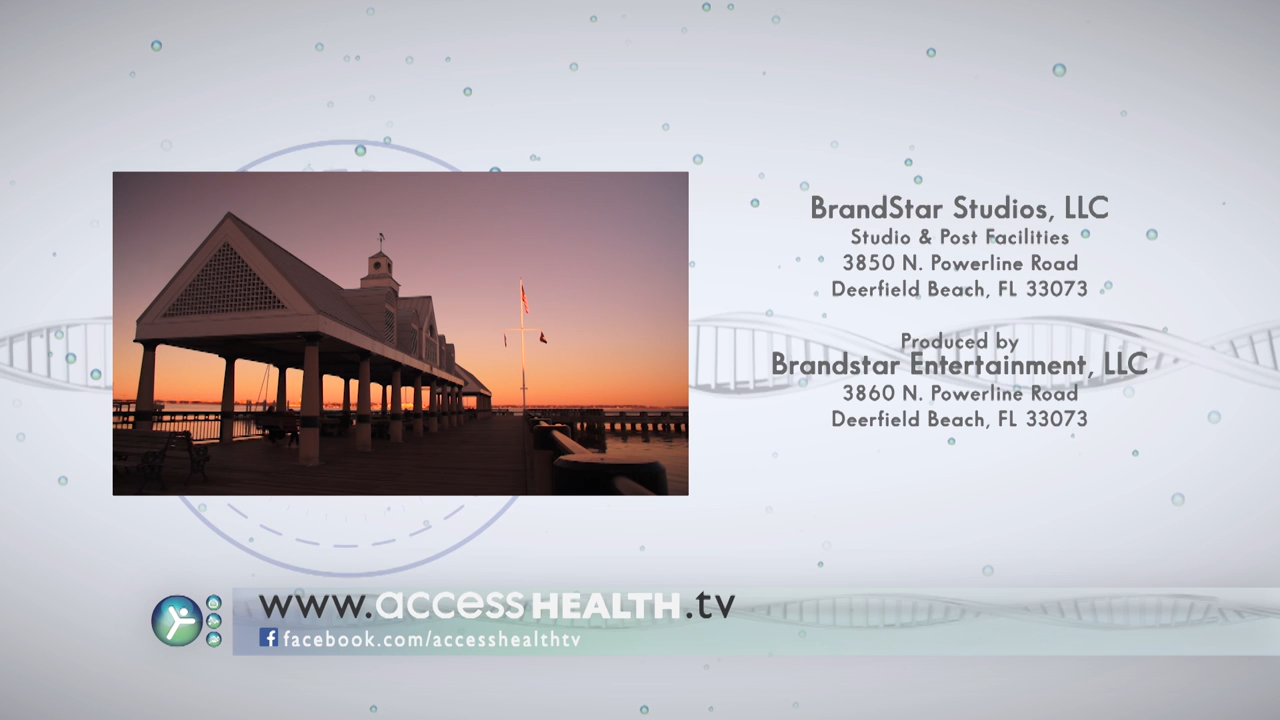 BrandStar Studios, LLC
Studio & Post Facilities
3850 N. Powerline Road
Deerfield Beach, FL 33073
Produced by
Brandstar Entertainment, LLC
3860 N. Powerline Road
Deerfield Beach, FL 33073
www.accessHEALTH.tv
facebook.com/accesshealthtv